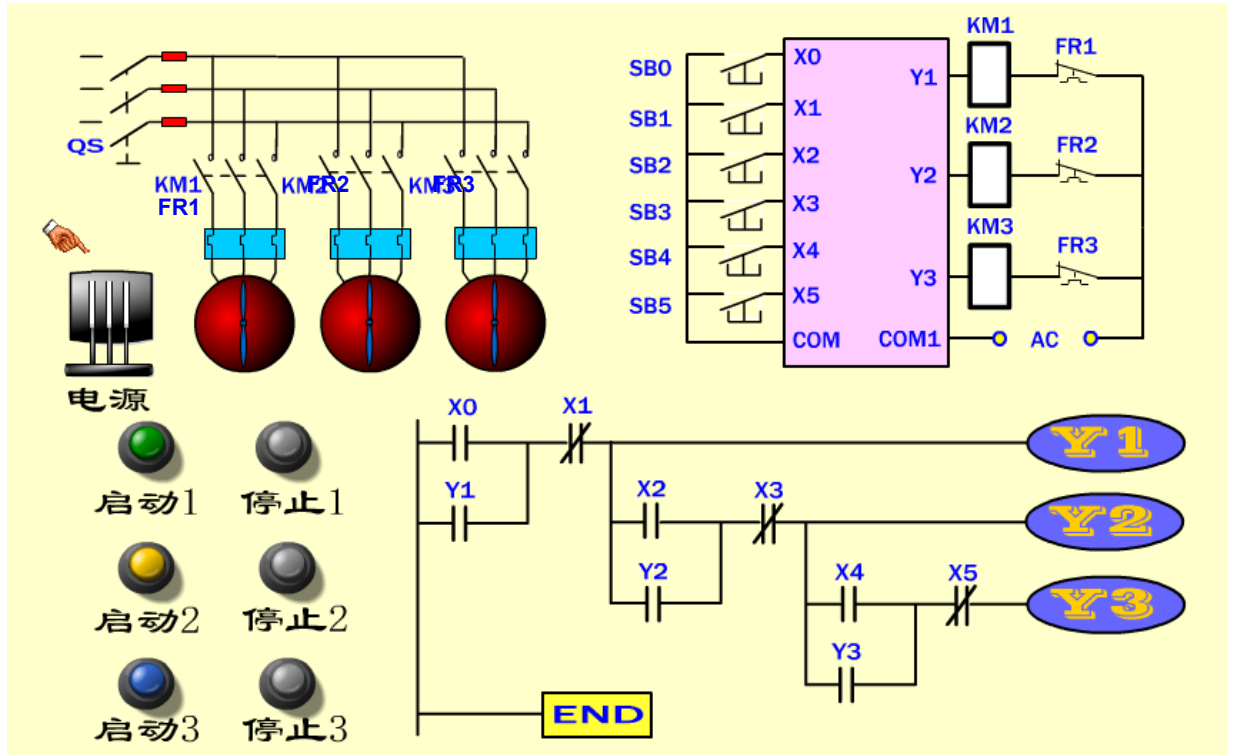 QS
KM1
FR1
KM2
FR2
KM3
FR3
电源
启动1 停止1
启动2 停止2
启动3 停止3
SB0
SB1
SB2
SB3
SB4
SB5
X0
X1
X2
X3
X4
X5
COM
Y1
Y2
Y3
COM1
KM1
FR1
KM2
FR2
KM3
FR3
AC
X0 X1
Y1
Y 1
X2 X3
Y2
Y2
X4 X5
Y3
Y3
END